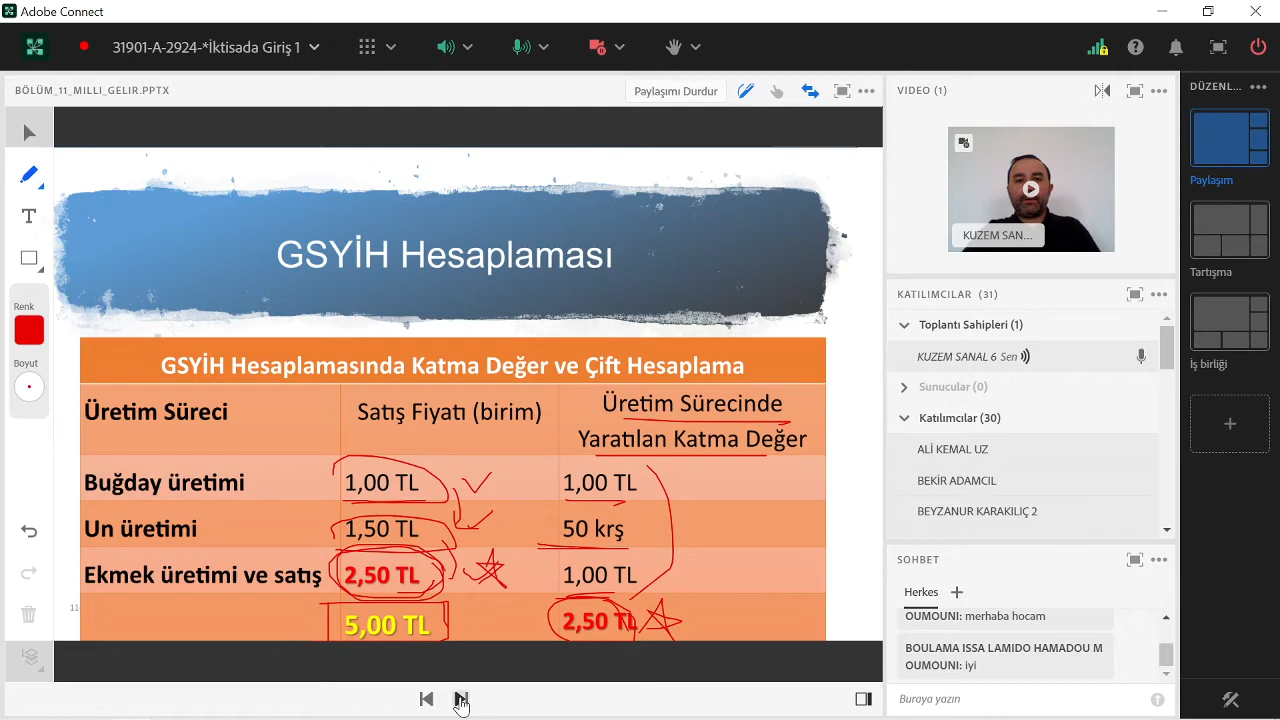 Adobe Connect
31901-A-2924-*İktisada Giriş 1
BÖLÜM_11_MILLI_GELIR.PPTX
Paylaşımı Durdur
Renk
Boyut
GSYİH Hesaplaması
GSYİH Hesaplamasında Katma Değer ve Çift Hesaplama
Üretim Süreci
Satış Fiyatı (birim)
Üretim Sürecinde
Yaratılan Katma Değer
Buğday üretimi 1,00 TL 1,00 TL
Un üretimi 1,50 TL 50 krş
Ekmek üretimi ve satış 2,50 TL 1,00 TL
5,00 TL 2,50 TL
VIDEO (1)
KUZEM SAN...
KATILIMCILAR (31)
Toplantı Sahipleri (1)
KUZEM SANAL 6 Sen
Sunucular (0)
Katılımcılar (30)
ALİ KEMAL UZ
BEKİR ADAMCIL
BEYZANUR KARAKILIÇ 2
SOHBET
Herkes
OUMOUNI: merhaba hocam
BOULAMA ISSA LAMIDO HAMADOU M
OUMOUNI: iyi
Buraya yazın
DÜZENL...
Paylaşım
Tartışma
İş birliği